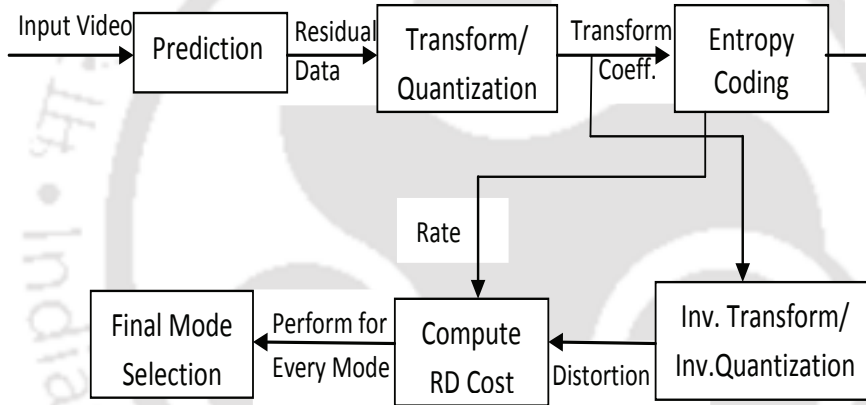 Input Video
Prediction
Residual
Data
Transform/
Quantization
Transform
Coeff.
Entropy
Coding
Rate
Final Mode
Selection
Perform for
Every Mode
Compute
RD Cost
Distortion
Inv. Transform/
Inv.Quantization
India